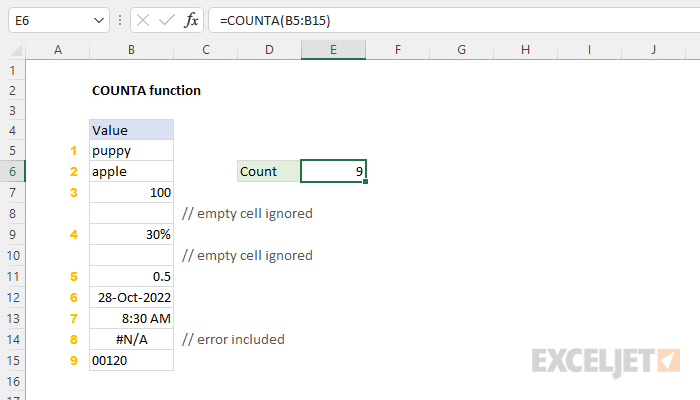 E6 fx =COUNTA(B5:B15)
A B C D E F G H I J
1
2 COUNTA function
3
4 Value
5 1 puppy
6 2 apple Count 9
7 3 100
8 // empty cell ignored
9 4 30%
10 // empty cell ignored
11 5 0.5
12 6 28-Oct-2022
13 7 8:30 AM
14 8 #N/A // error included
15 9 00120
16
17
EXCELJET